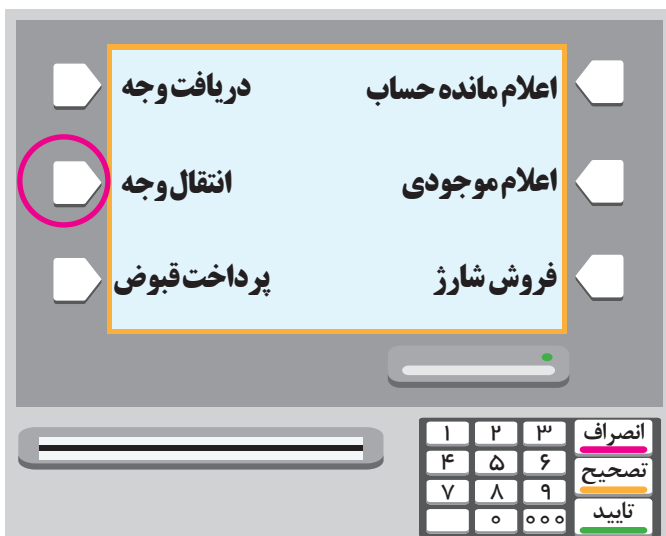 اعلام مانده حساب دریافت وجه
اعلام موجودی انتقال وجه
فروش شارژ پرداخت قبوض
۱ ۲ ۳ انصراف
۴ ۵ ۶ تصحیح
۷ ۸ ۹ تایید
۰ ۰۰۰